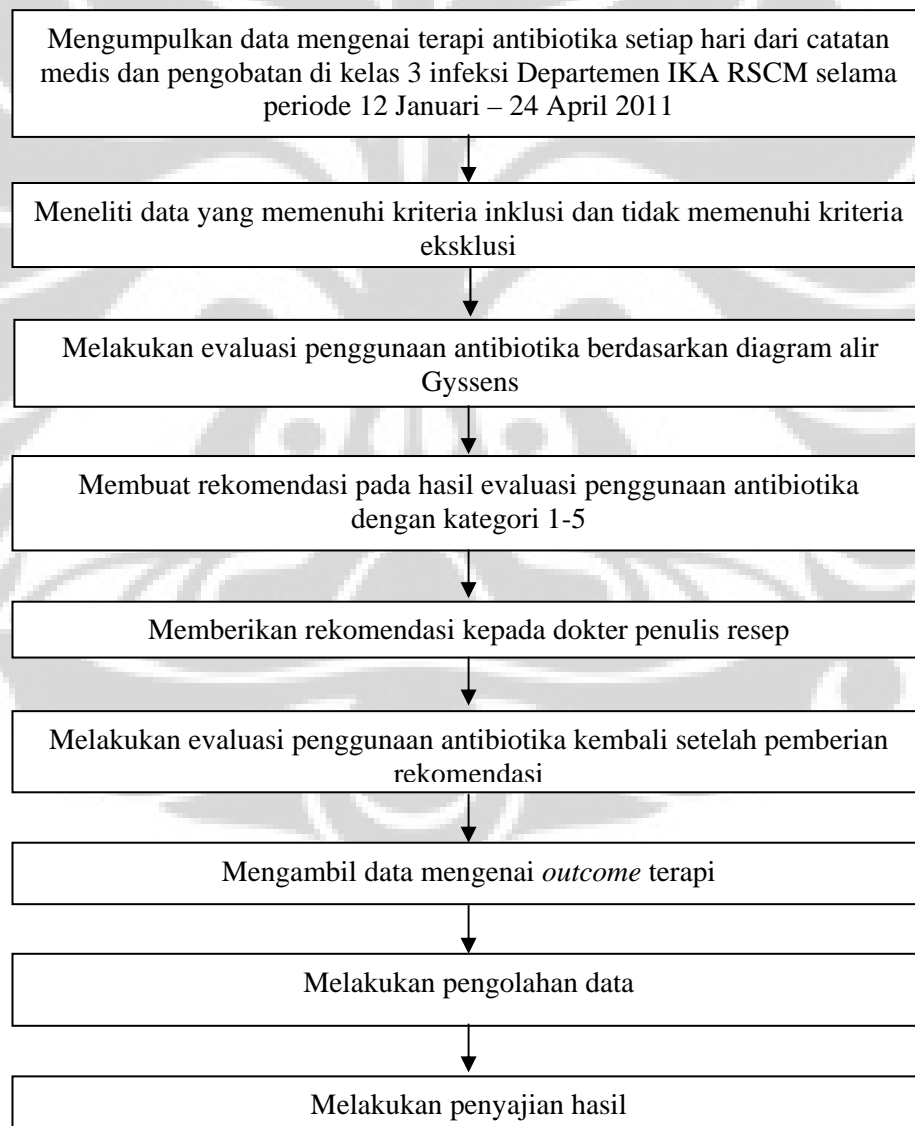 Mengumpulkan data mengenai terapi antibiotika setiap hari dari catatan
medis dan pengobatan di kelas 3 infeksi Departemen IKA RSCM selama
periode 12 Januari – 24 April 2011
Meneliti data yang memenuhi kriteria inklusi dan tidak memenuhi kriteria
eksklusi
Melakukan evaluasi penggunaan antibiotika berdasarkan diagram alir
Gyssens
Membuat rekomendasi pada hasil evaluasi penggunaan antibiotika
dengan kategori 1-5
Memberikan rekomendasi kepada dokter penulis resep
Melakukan evaluasi penggunaan antibiotika kembali setelah pemberian
rekomendasi
Mengambil data mengenai outcome terapi
Melakukan pengolahan data
Melakukan penyajian hasil